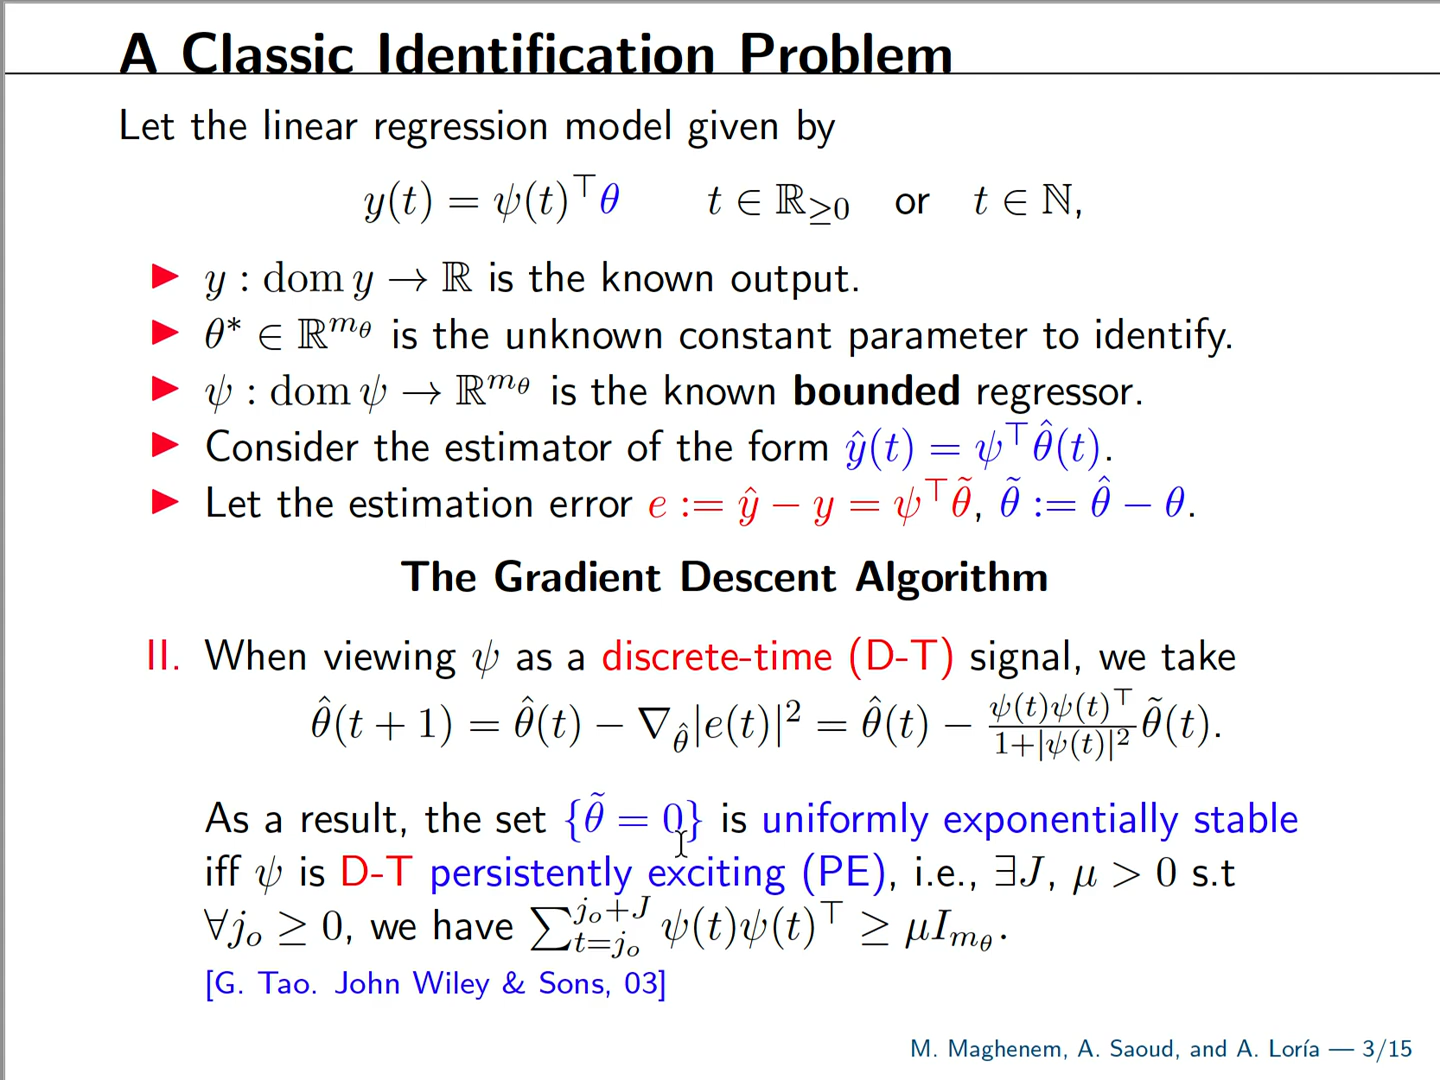 A Classic Identification Problem
Let the linear regression model given by
y(t) = ψ(t)^⊤θ t ∈ ℝ_{≥0} or t ∈ ℕ,
▶ y : dom y → ℝ is the known output.
▶ θ* ∈ ℝ^{m_θ} is the unknown constant parameter to identify.
▶ ψ : dom ψ → ℝ^{m_θ} is the known bounded regressor.
▶ Consider the estimator of the form ŷ(t) = ψ^⊤θ̂(t).
▶ Let the estimation error e := ŷ − y = ψ^⊤θ̃, θ̃ := θ̂ − θ.
The Gradient Descent Algorithm
II. When viewing ψ as a discrete-time (D-T) signal, we take
θ̂(t + 1) = θ̂(t) − ∇_{θ̂}|e(t)|² = θ̂(t) − \frac{ψ(t)ψ(t)^⊤}{1+|ψ(t)|²}θ̃(t).
As a result, the set {θ̃ = 0} is uniformly exponentially stable
iff ψ is D-T persistently exciting (PE), i.e., ∃J, μ > 0 s.t
∀j_o ≥ 0, we have ∑_{t=j_o}^{j_o+J} ψ(t)ψ(t)^⊤ ≥ μI_{m_θ}.
[G. Tao. John Wiley & Sons, 03]
M. Maghenem, A. Saoud, and A. Loría — 3/15